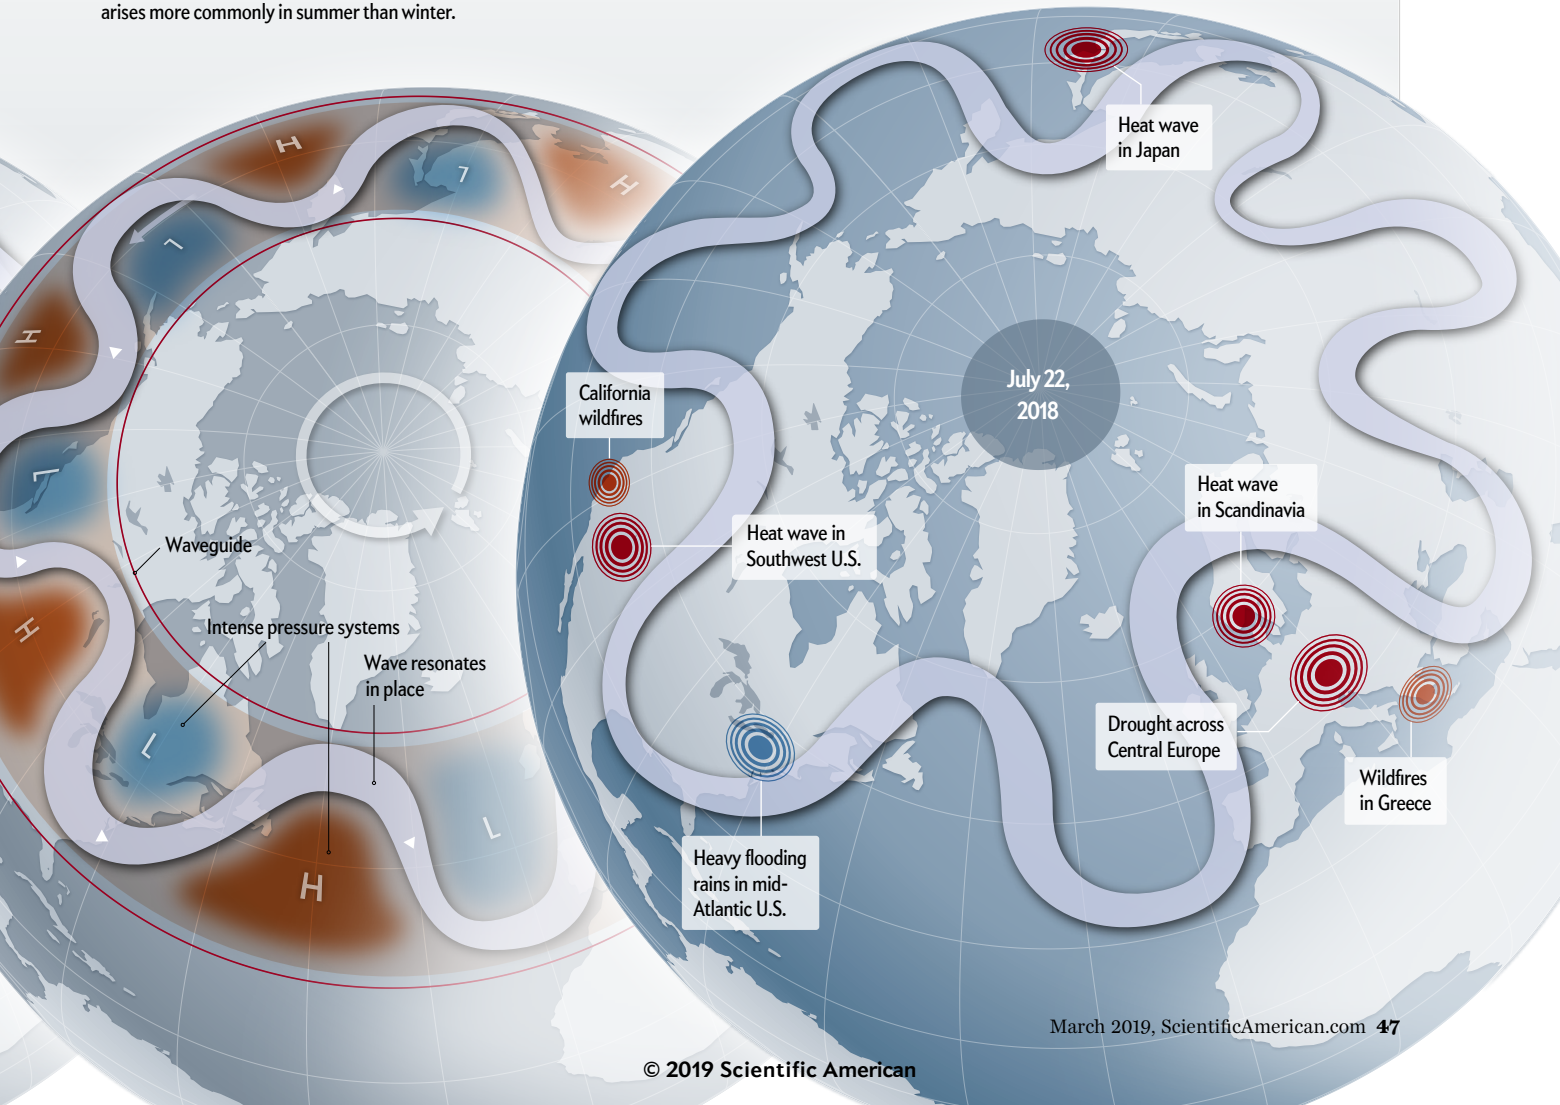 arises more commonly in summer than winter.
H
L
H
L
H
L
H
L
H
L
Waveguide
Intense pressure systems
Wave resonates
in place
July 22,
2018
Heat wave
in Japan
California
wildfires
Heat wave in
Southwest U.S.
Heat wave
in Scandinavia
Drought across
Central Europe
Wildfires
in Greece
Heavy flooding
rains in mid-
Atlantic U.S.
March 2019, ScientificAmerican.com 47
© 2019 Scientific American